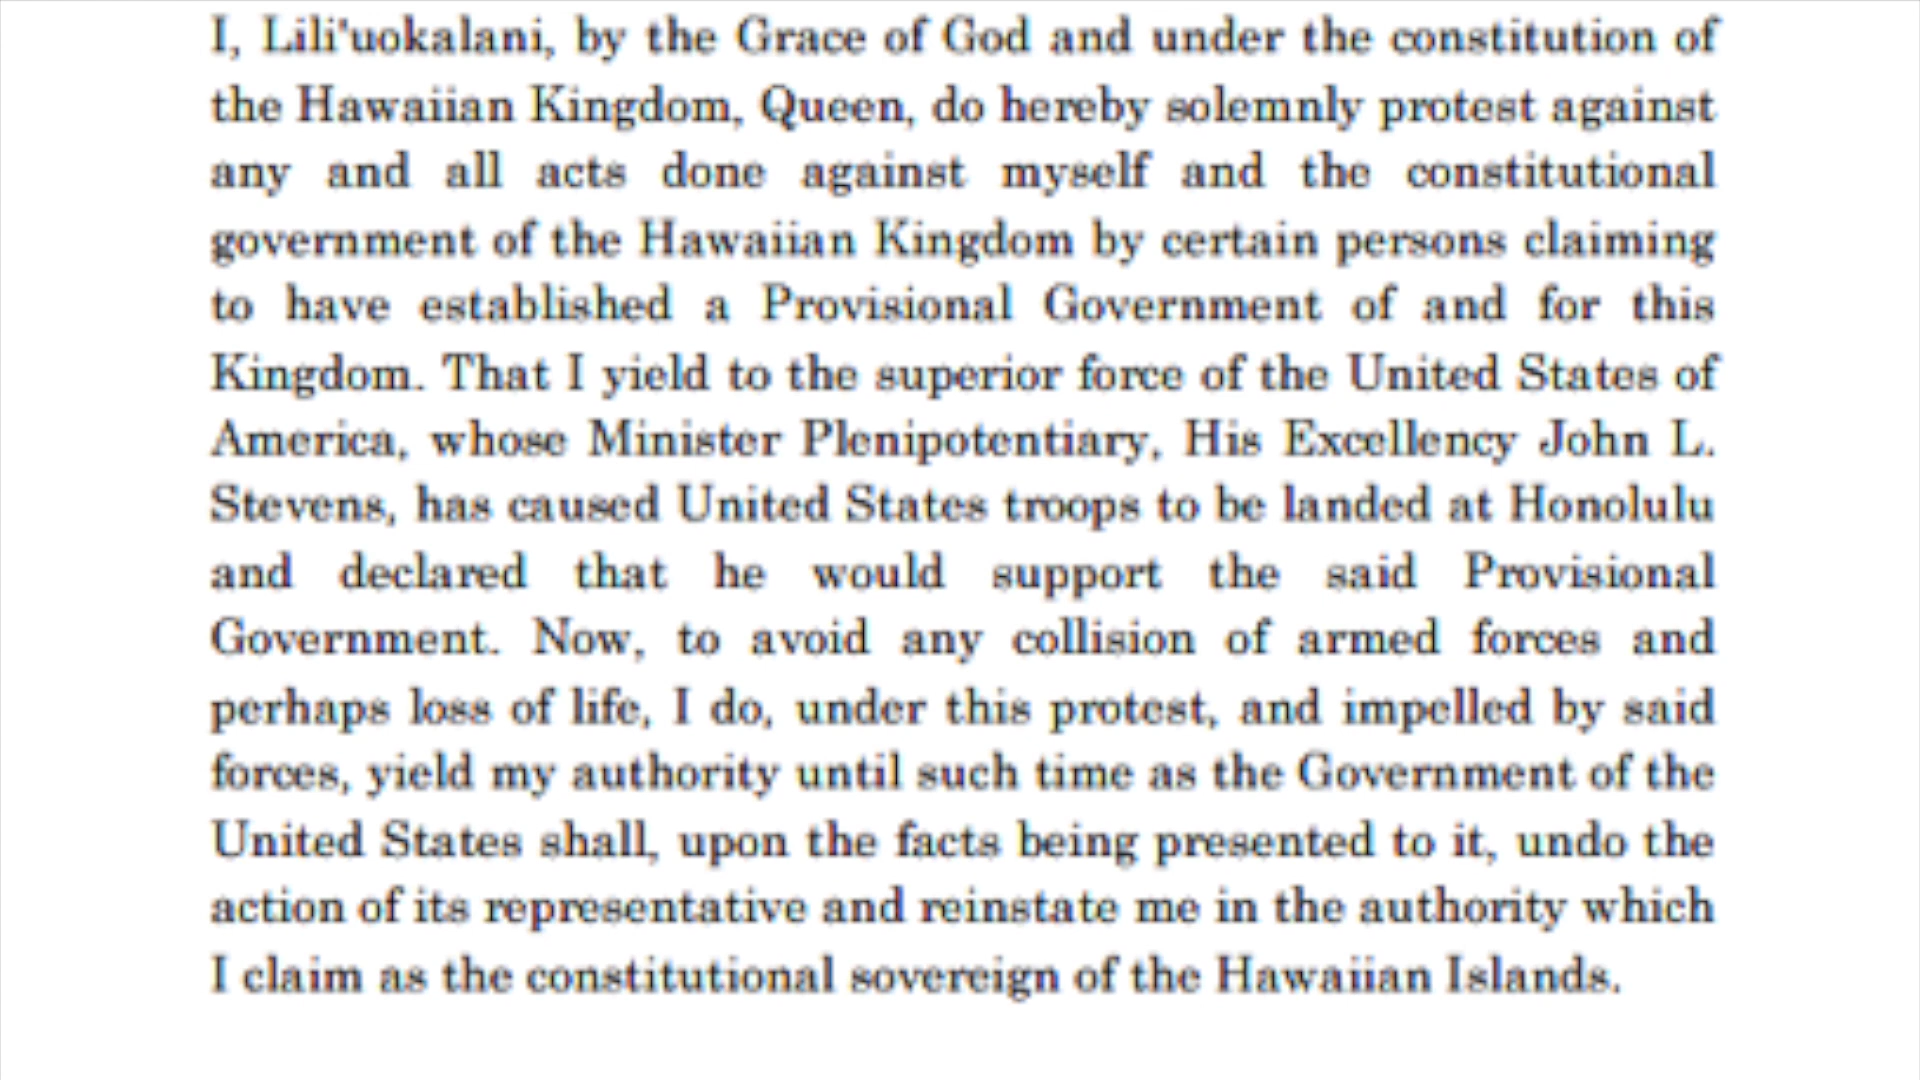 I, Lili'uokalani, by the Grace of God and under the constitution of
the Hawaiian Kingdom, Queen, do hereby solemnly protest against
any and all acts done against myself and the constitutional
government of the Hawaiian Kingdom by certain persons claiming
to have established a Provisional Government of and for this
Kingdom. That I yield to the superior force of the United States of
America, whose Minister Plenipotentiary, His Excellency John L.
Stevens, has caused United States troops to be landed at Honolulu
and declared that he would support the said Provisional
Government. Now, to avoid any collision of armed forces and
perhaps loss of life, I do, under this protest, and impelled by said
forces, yield my authority until such time as the Government of the
United States shall, upon the facts being presented to it, undo the
action of its representative and reinstate me in the authority which
I claim as the constitutional sovereign of the Hawaiian Islands.